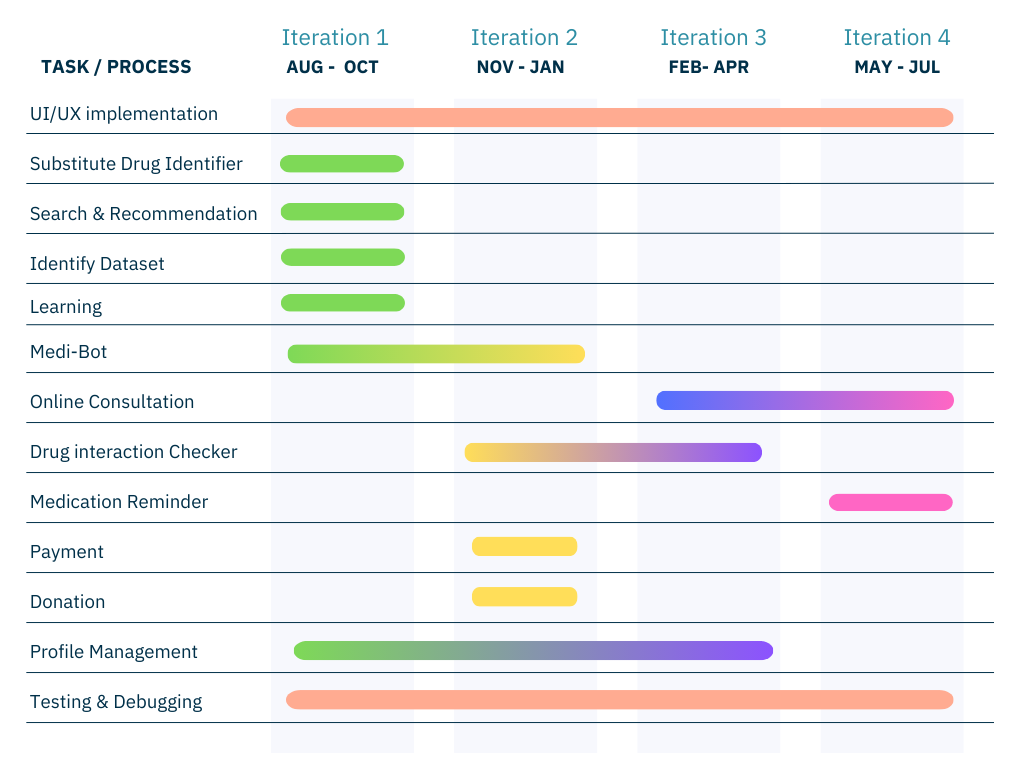 Iteration 1 Iteration 2 Iteration 3 Iteration 4
TASK / PROCESS AUG - OCT NOV - JAN FEB- APR MAY - JUL
UI/UX implementation
Substitute Drug Identifier
Search & Recommendation
Identify Dataset
Learning
Medi-Bot
Online Consultation
Drug interaction Checker
Medication Reminder
Payment
Donation
Profile Management
Testing & Debugging